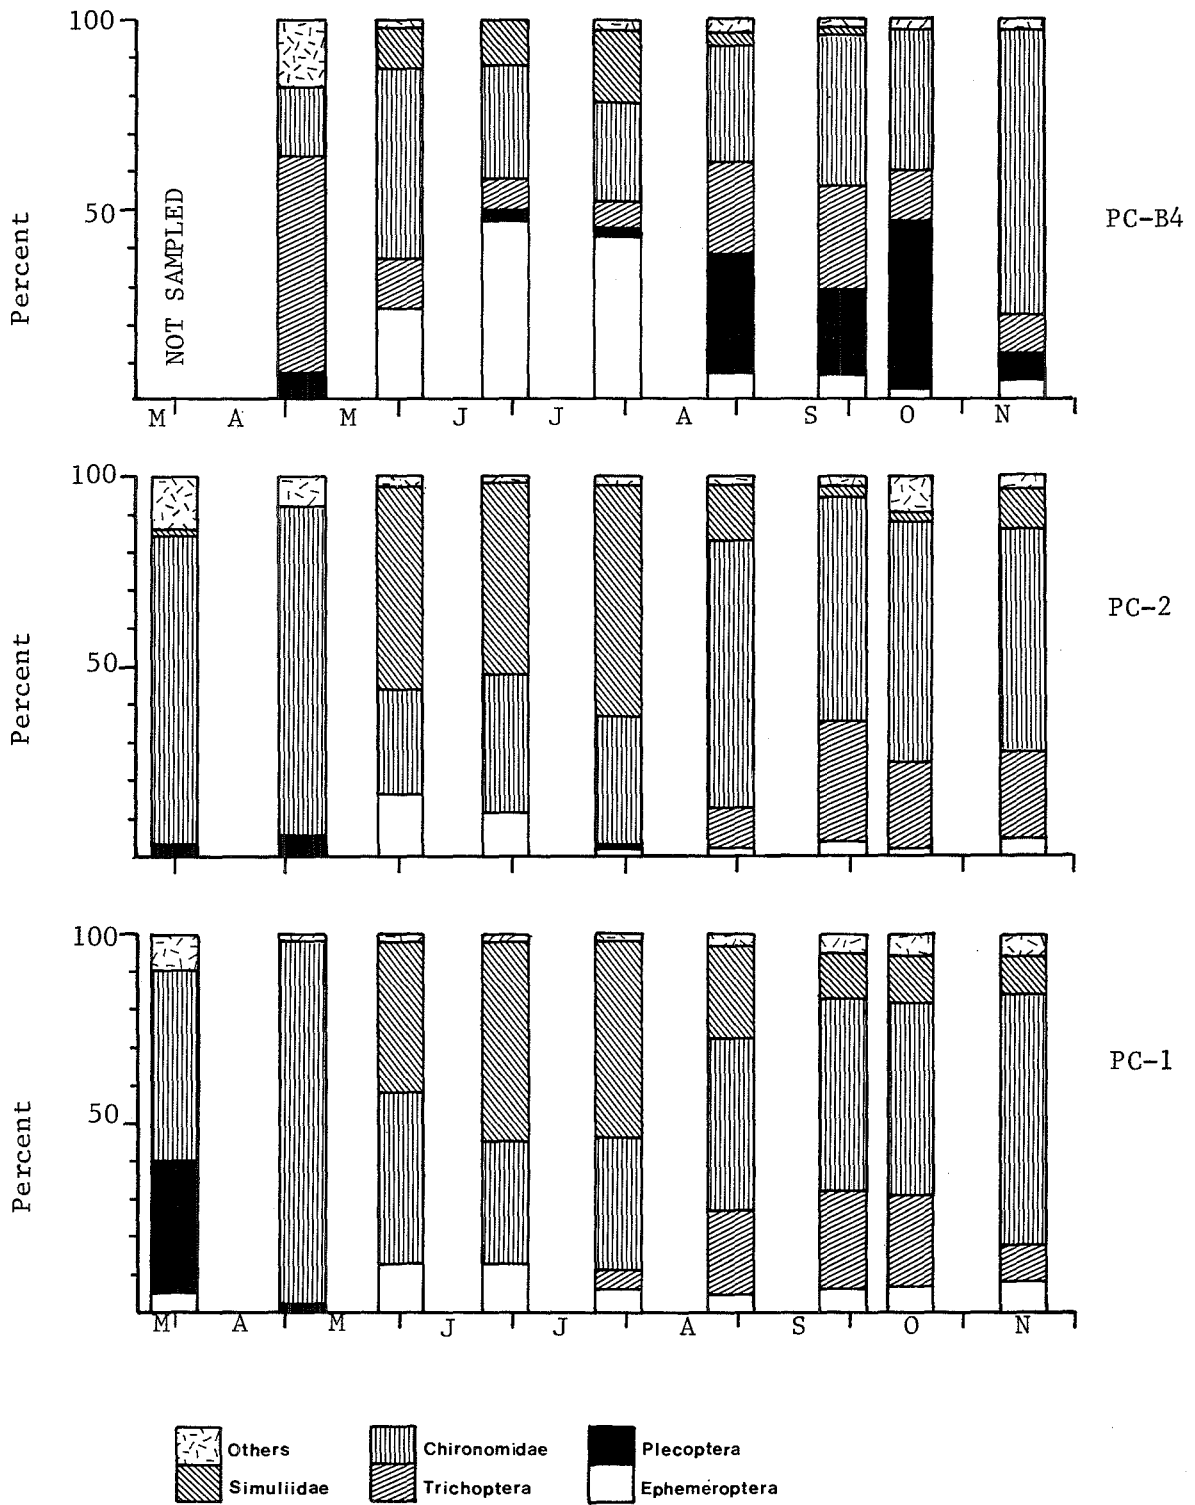 100
50
Percent
NOT SAMPLED
PC-B4
M A M J J A S O N
100
50
Percent
PC-2
100
50
Percent
PC-1
M A M J J A S O N
Others Chironomidae Plecoptera
Simuliidae Trichoptera Ephemeroptera